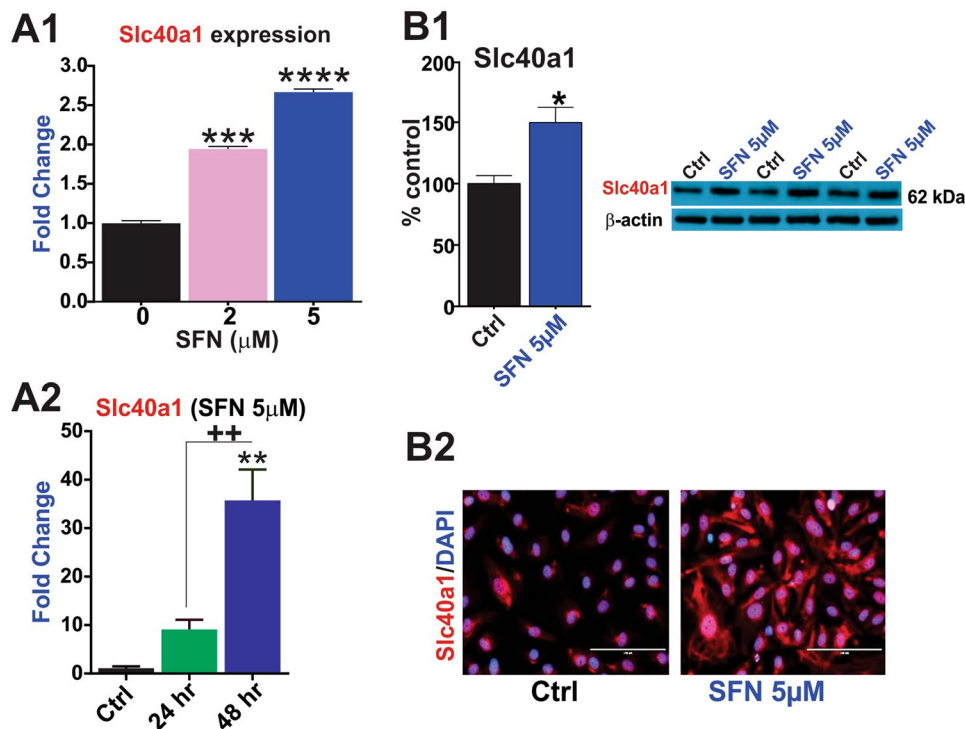 A1
Slc40a1 expression
Fold Change
3.0
2.5
2.0
1.5
1.0
0.5
0.0
***
****
0 2 5
SFN (μM)
B1
Slc40a1
% control
200
150
100
50
0
*
Ctrl
SFN 5μM
Ctrl SFN 5μM Ctrl SFN 5μM Ctrl SFN 5μM
Slc40a1
62 kDa
β-actin
A2
Slc40a1 (SFN 5μM)
Fold Change
50
40
30
20
10
0
++
**
Ctrl
24 hr
48 hr
B2
Slc40a1/DAPI
Ctrl
SFN 5μM